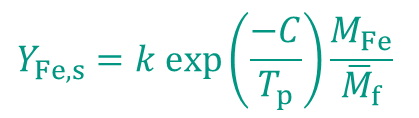 Y_Fe,s = k exp(−C / T_p) M_Fe / M̅_f